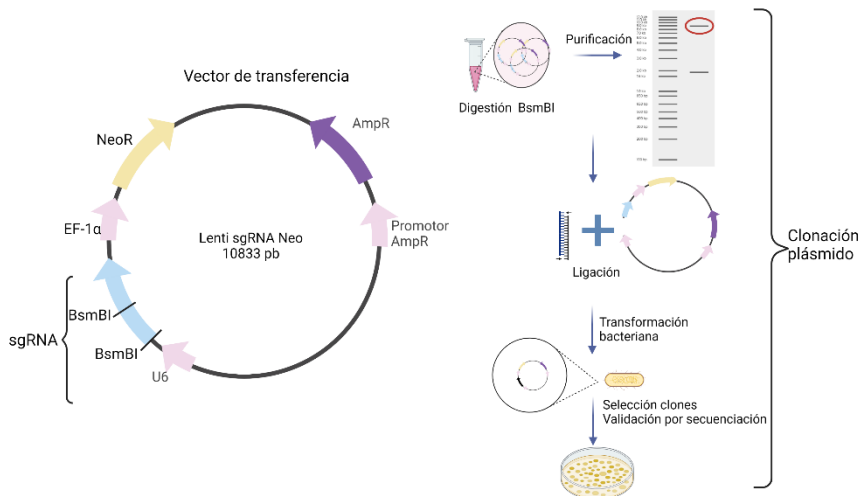 Vector de transferencia
NeoR
AmpR
EF-1α
Promotor
AmpR
Lenti sgRNA Neo
10833 pb
BsmBI
sgRNA
BsmBI
U6
Purificación
Digestión BsmBI
Ligación
Transformación
bacteriana
Selección clones
Validación por secuenciación
Clonación
plásmido